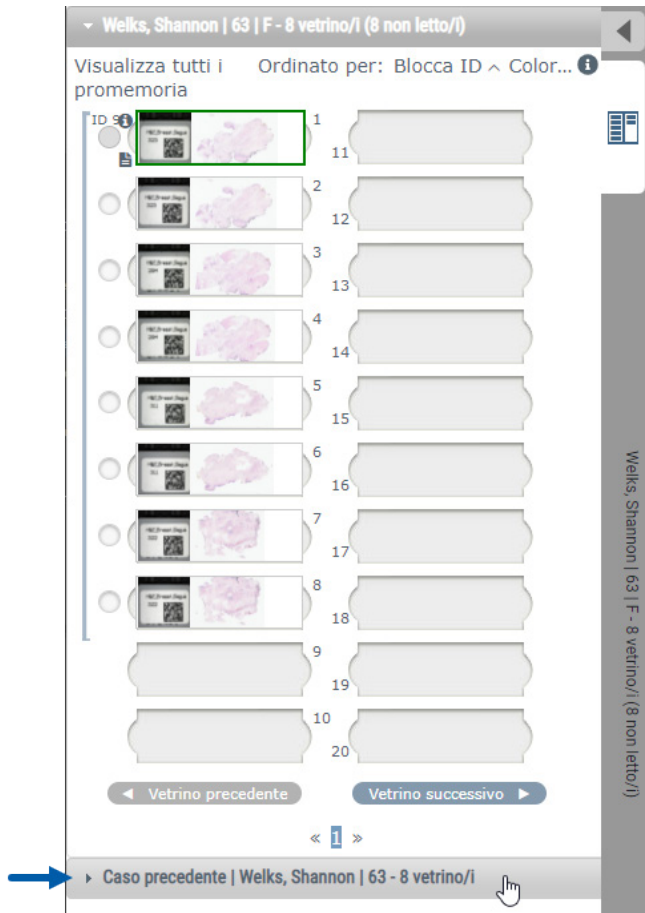 Welks, Shannon | 63 | F - 8 vetrino/i (8 non letto/i)
Visualizza tutti i promemoria
Ordinato per: Blocca ID ^ Color...
ID 9
1
11
2
12
3
13
4
14
5
15
6
16
7
17
8
18
9
19
10
20
Vetrino precedente
Vetrino successivo
« 1 »
Caso precedente | Welks, Shannon | 63 - 8 vetrino/i
Welks, Shannon | 63 | F - 8 vetrino/i (8 non letto/i)